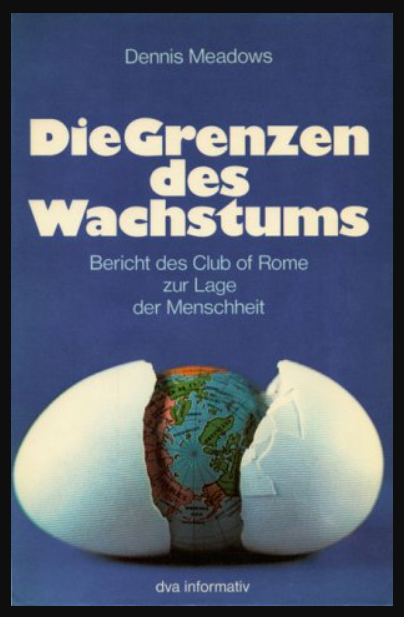 Dennis Meadows
Die Grenzen
des
Wachstums
Bericht des Club of Rome
zur Lage
der Menschheit
dva informativ